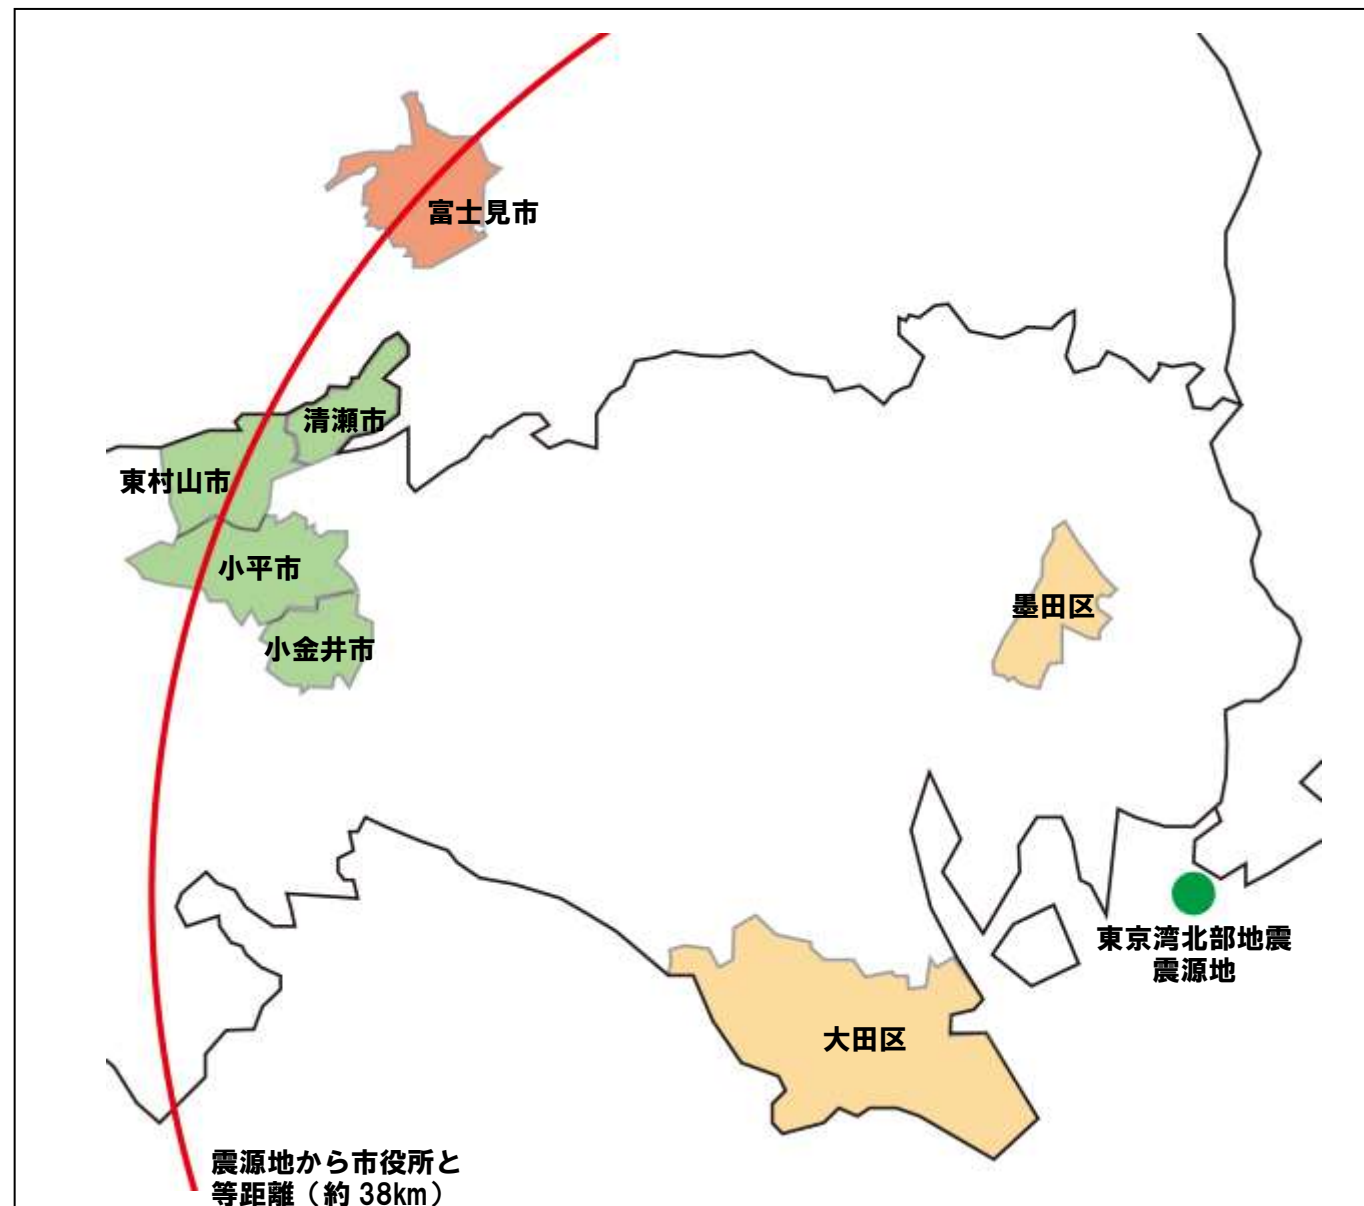 富士見市
清瀬市
東村山市
小平市
墨田区
小金井市
東京湾北部地震
震源地
大田区
震源地から市役所と
等距離（約 38km）